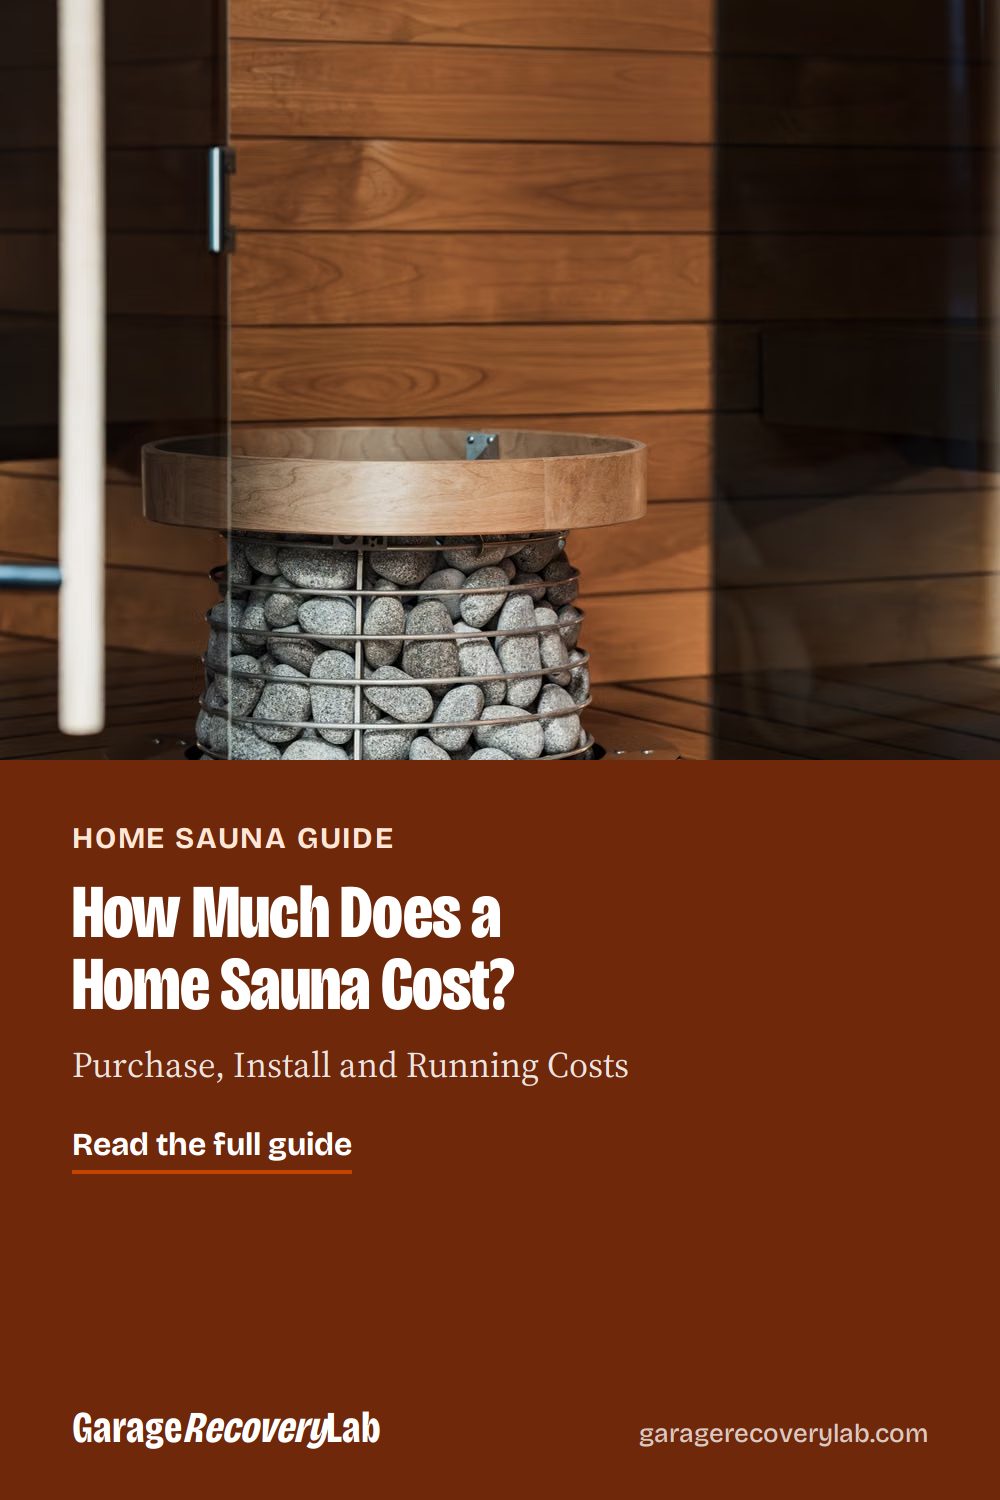 HOME SAUNA GUIDE
How Much Does a
Home Sauna Cost?
Purchase, Install and Running Costs
Read the full guide
GarageRecoveryLab
garagerecoverylab.com